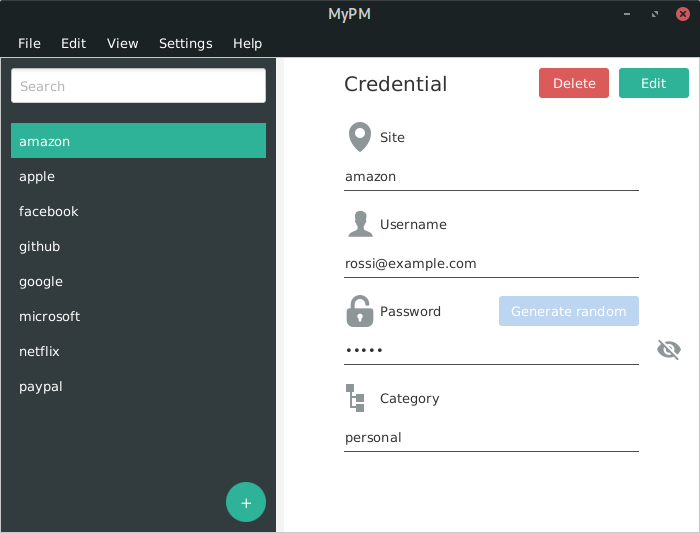 MyPM
File Edit View Settings Help
Search
amazon
apple
facebook
github
google
microsoft
netflix
paypal
+
Credential
Delete
Edit
Site
amazon
Username
rossi@example.com
Password
Generate random
•••••
Category
personal